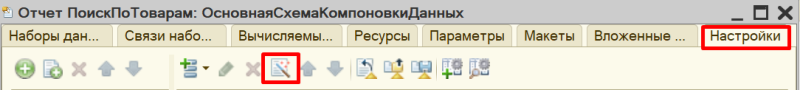 Отчет ПоискПоТоварам: ОсновнаяСхемаКомпоновкиДанных
Наборы дан... Связи набо... Вычисляемы... Ресурсы Параметры Макеты Вложенные ... Настройки